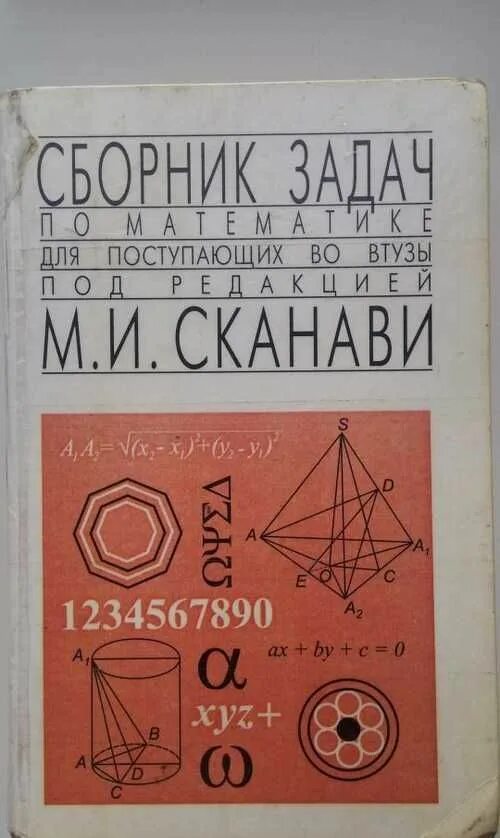 СБОРНИК ЗАДАЧ
ПО МАТЕМАТИКЕ
ДЛЯ ПОСТУПАЮЩИХ ВО ВТУЗЫ
ПОД РЕДАКЦИЕЙ
М.И. СКАНАВИ
A₁A₂=√(x₂-x₁)²+(y₂-y₁)²
S
D
A
A₁
E
O
C
A₂
ΩΨΣΔ
1234567890
A₁
α
ax + by + c = 0
xyz+
B
A
D
C
ω